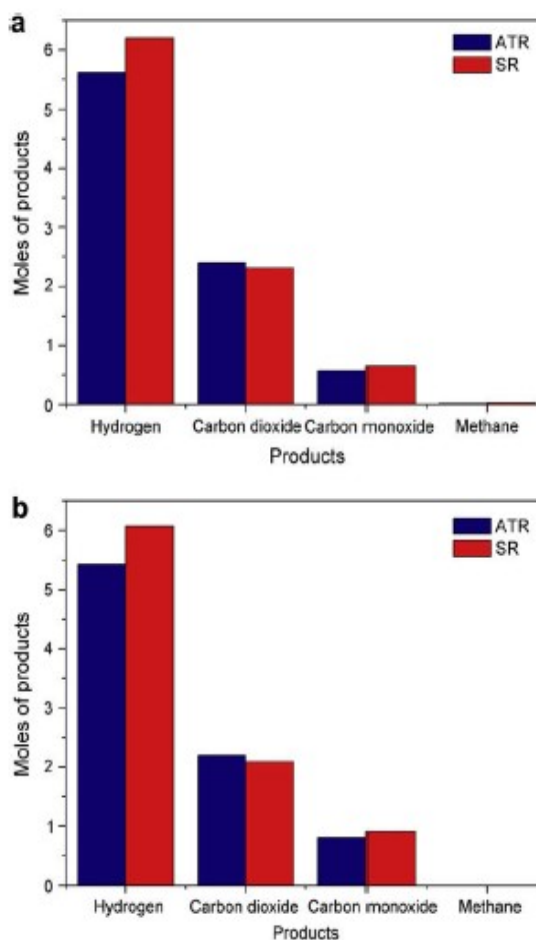 a
ATR
SR
Moles of products
6
5
4
3
2
1
0
Hydrogen Carbon dioxide Carbon monoxide Methane
Products
b
ATR
SR
Moles of products
6
5
4
3
2
1
0
Hydrogen Carbon dioxide Carbon monoxide Methane
Products